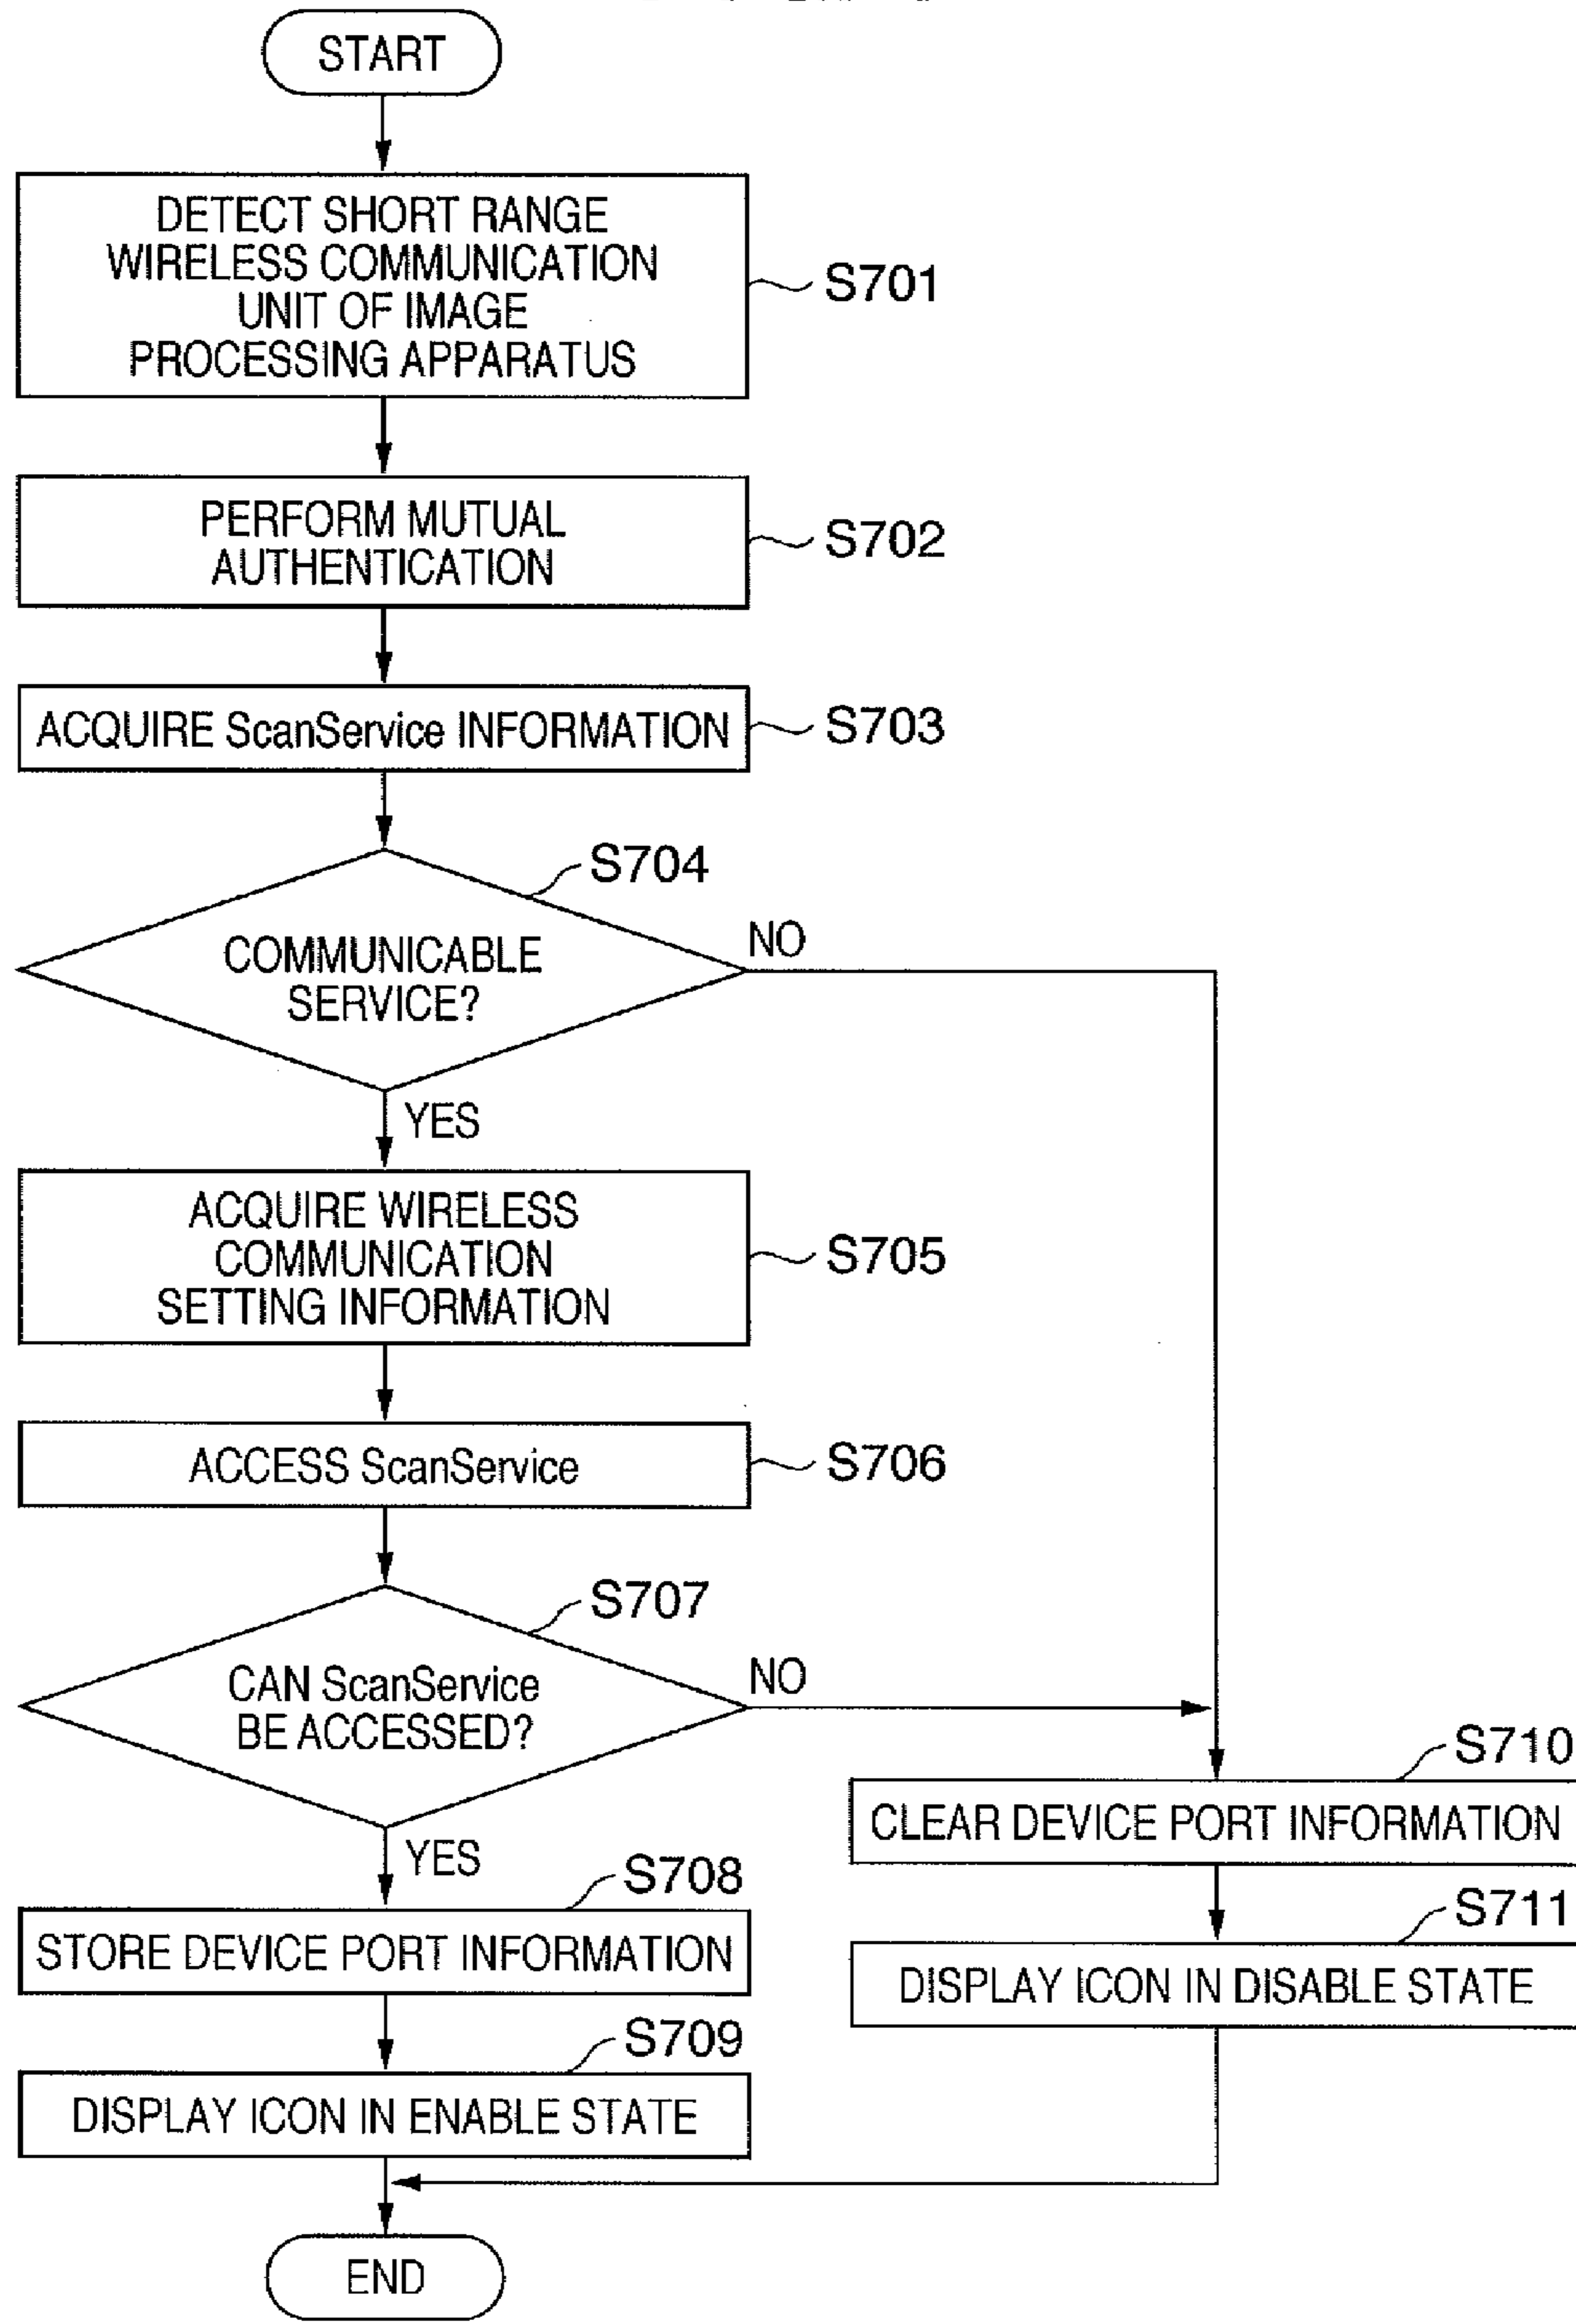 START
DETECT SHORT RANGE
WIRELESS COMMUNICATION
UNIT OF IMAGE
PROCESSING APPARATUS
S701
PERFORM MUTUAL
AUTHENTICATION
S702
ACQUIRE ScanService INFORMATION
S703
S704
COMMUNICABLE
SERVICE?
NO
YES
ACQUIRE WIRELESS
COMMUNICATION
SETTING INFORMATION
S705
ACCESS ScanService
S706
S707
CAN ScanService
BE ACCESSED?
NO
YES
S710
CLEAR DEVICE PORT INFORMATION
S708
STORE DEVICE PORT INFORMATION
S711
DISPLAY ICON IN DISABLE STATE
S709
DISPLAY ICON IN ENABLE STATE
END